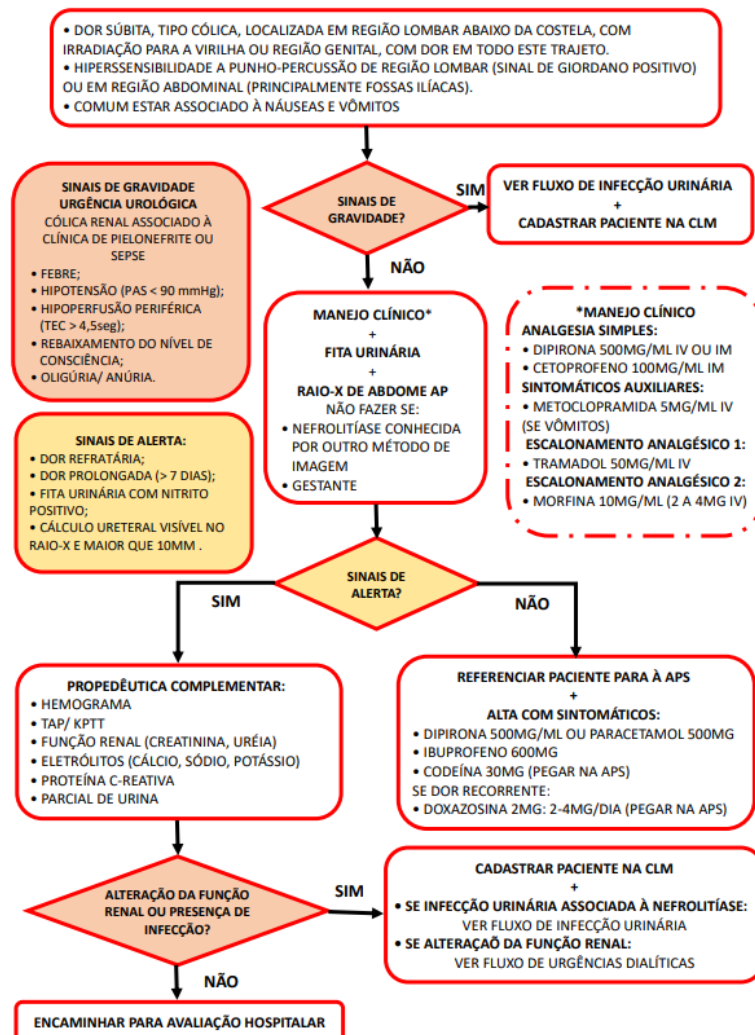 • DOR SÚBITA, TIPO CÓLICA, LOCALIZADA EM REGIÃO LOMBAR ABAIXO DA COSTELA, COM
IRRADIAÇÃO PARA A VIRILHA OU REGIÃO GENITAL, COM DOR EM TODO ESTE TRAJETO.
• HIPERSSENSIBILIDADE A PUNHO-PERCUSSÃO DE REGIÃO LOMBAR (SINAL DE GIORDANO POSITIVO)
OU EM REGIÃO ABDOMINAL (PRINCIPALMENTE FOSSAS ILÍACAS).
• COMUM ESTAR ASSOCIADO À NÁUSEAS E VÔMITOS
SINAIS DE GRAVIDADE
URGÊNCIA UROLÓGICA
CÓLICA RENAL ASSOCIADO À
CLÍNICA DE PIELONEFRITE OU
SEPSE
• FEBRE;
• HIPOTENSÃO (PAS < 90 mmHg);
• HIPOPERFUSÃO PERIFÉRICA
(TEC > 4,5seg);
• REBAIXAMENTO DO NÍVEL DE
CONSCIÊNCIA;
• OLIGÚRIA/ ANÚRIA.
SINAIS DE
GRAVIDADE?
SIM
VER FLUXO DE INFECÇÃO URINÁRIA
+
CADASTRAR PACIENTE NA CLM
NÃO
MANEJO CLÍNICO*
+
FITA URINÁRIA
+
RAIO-X DE ABDOME AP
NÃO FAZER SE:
• NEFROLITÍASE CONHECIDA
POR OUTRO MÉTODO DE
IMAGEM
• GESTANTE
*MANEJO CLÍNICO
ANALGESIA SIMPLES:
• DIPIRONA 500MG/ML IV OU IM
• CETOPROFENO 100MG/ML IM
SINTOMÁTICOS AUXILIARES:
• METOCLOPRAMIDA 5MG/ML IV
(SE VÔMITOS)
ESCALONAMENTO ANALGÉSICO 1:
• TRAMADOL 50MG/ML IV
ESCALONAMENTO ANALGÉSICO 2:
• MORFINA 10MG/ML (2 A 4MG IV)
SINAIS DE ALERTA:
• DOR REFRATÁRIA;
• DOR PROLONGADA (> 7 DIAS);
• FITA URINÁRIA COM NITRITO
POSITIVO;
• CÁLCULO URETERAL VISÍVEL NO
RAIO-X E MAIOR QUE 10MM .
SINAIS DE
ALERTA?
SIM
NÃO
PROPEDÊUTICA COMPLEMENTAR:
• HEMOGRAMA
• TAP/ KPTT
• FUNÇÃO RENAL (CREATININA, URÉIA)
• ELETRÓLITOS (CÁLCIO, SÓDIO, POTÁSSIO)
• PROTEÍNA C-REATIVA
• PARCIAL DE URINA
REFERENCIAR PACIENTE PARA À APS
+
ALTA COM SINTOMÁTICOS:
• DIPIRONA 500MG/ML OU PARACETAMOL 500MG
• IBUPROFENO 600MG
• CODEÍNA 30MG (PEGAR NA APS)
SE DOR RECORRENTE:
• DOXAZOSINA 2MG: 2-4MG/DIA (PEGAR NA APS)
ALTERAÇÃO DA FUNÇÃO
RENAL OU PRESENÇA DE
INFECÇÃO?
SIM
CADASTRAR PACIENTE NA CLM
+
• SE INFECÇÃO URINÁRIA ASSOCIADA À NEFROLITÍASE:
VER FLUXO DE INFECÇÃO URINÁRIA
• SE ALTERAÇAÕ DA FUNÇÃO RENAL:
VER FLUXO DE URGÊNCIAS DIALÍTICAS
NÃO
ENCAMINHAR PARA AVALIAÇÃO HOSPITALAR